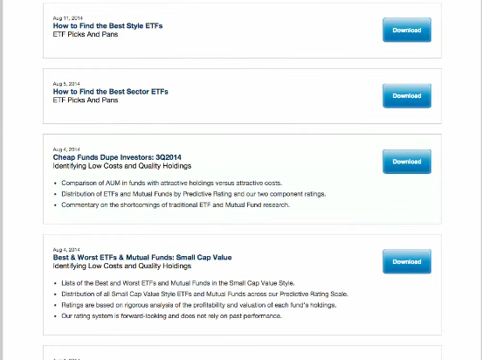 Aug 11, 2014
How to Find the Best Style ETFs
ETF Picks And Pans
Download
Aug 5, 2014
How to Find the Best Sector ETFs
ETF Picks And Pans
Download
Aug 4, 2014
Cheap Funds Dupe Investors: 3Q2014
Identifying Low Costs and Quality Holdings
Download
• Comparison of AUM in funds with attractive holdings versus attractive costs.
• Distribution of ETFs and Mutual Funds by Predictive Rating and our two component ratings.
• Commentary on the shortcomings of traditional ETF and Mutual Fund research.
Aug 4, 2014
Best & Worst ETFs & Mutual Funds: Small Cap Value
Identifying Low Costs and Quality Holdings
Download
• Lists of the Best and Worst ETFs and Mutual Funds in the Small Cap Value Style.
• Distribution of all Small Cap Value Style ETFs and Mutual Funds across our Predictive Rating Scale.
• Ratings are based on rigorous analysis of the profitability and valuation of each fund's holdings.
• Our rating system is forward-looking and does not rely on past performance.